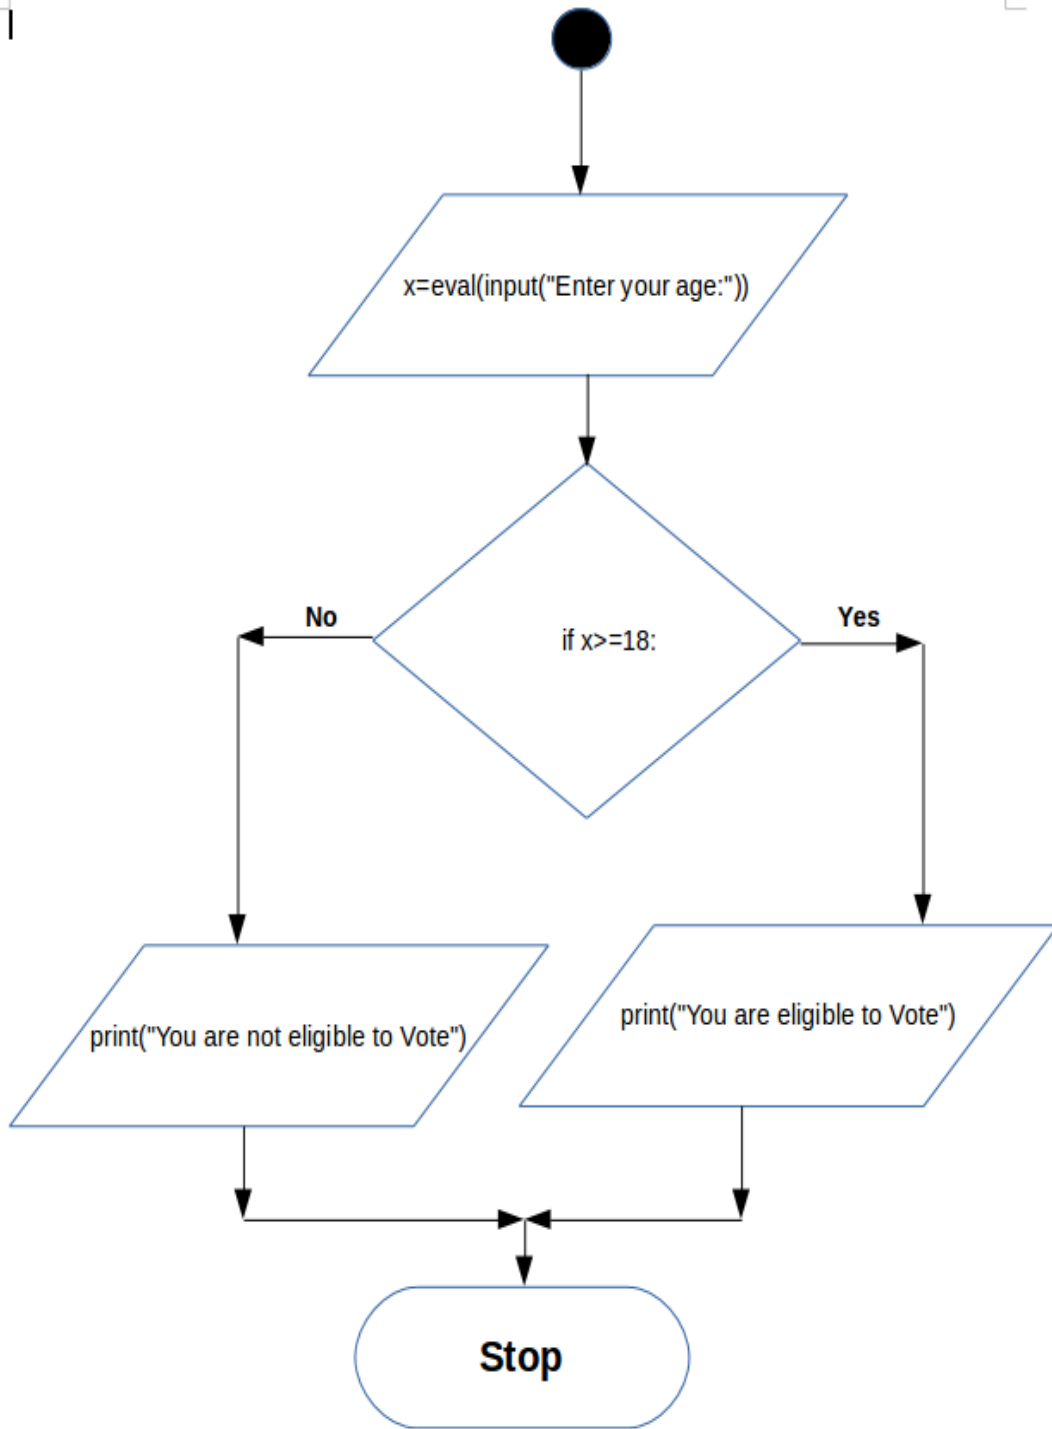 x=eval(input("Enter your age:"))
if x>=18:
No
Yes
print("You are not eligible to Vote")
print("You are eligible to Vote")
Stop